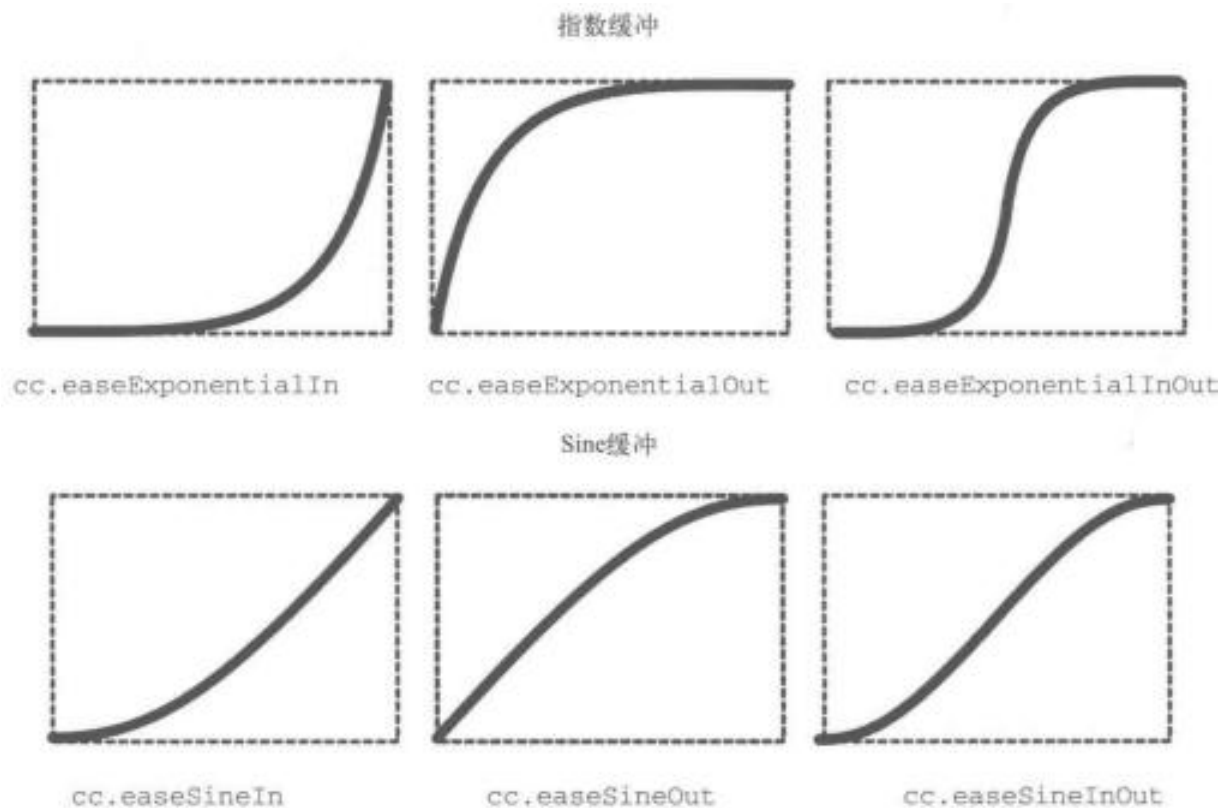 指数缓冲
cc.easeExponentialIn
cc.easeExponentialOut
cc.easeExponentialInOut
Sine缓冲
cc.easeSineIn
cc.easeSineOut
cc.easeSineInOut